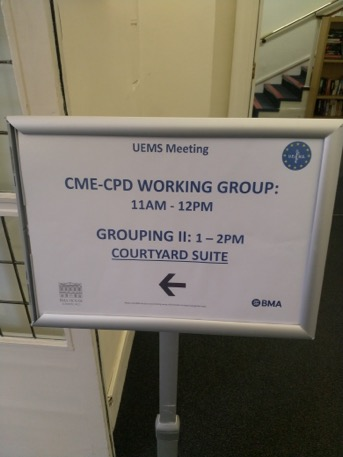 UEMS Meeting
CME-CPD WORKING GROUP:
11AM - 12PM
GROUPING II: 1 – 2PM
COURTYARD SUITE
BMA